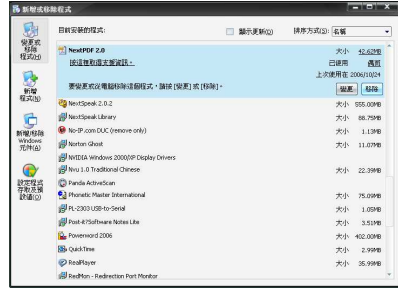 新增或移除程式
變更或
移除
程式(H)
目前安裝的程式:
顯示更新(D)
排序方式(S): 名稱
NextPDF 2.0
大小 42.62MB
按這裡取得支援資訊。
已使用 偶而
上次使用在 2006/10/24
要變更或從電腦移除這個程式,請按 [變更] 或 [移除]。
變更
移除
新增
程式(N)
新增/移除
Windows
元件(A)
設定程式
存取及預
設值(O)
NextSpeak 2.0.2 大小 555.00MB
NextSpeak Library 大小 88.75MB
No-IP.com DUC (remove only) 大小 1.13MB
Norton Ghost 大小 11.07MB
NVIDIA Windows 2000/XP Display Drivers
Nvu 1.0 Traditional Chinese 大小 22.39MB
Panda ActiveScan
Phonetic Master International 大小 75.09MB
PL-2303 USB-to-Serial 大小 1.05MB
Post-it?Software Notes Lite 大小 3.51MB
Powerword 2006 大小 402.00MB
QuickTime 大小 2.99MB
RealPlayer 大小 35.99MB
RedMon - Redirection Port Monitor